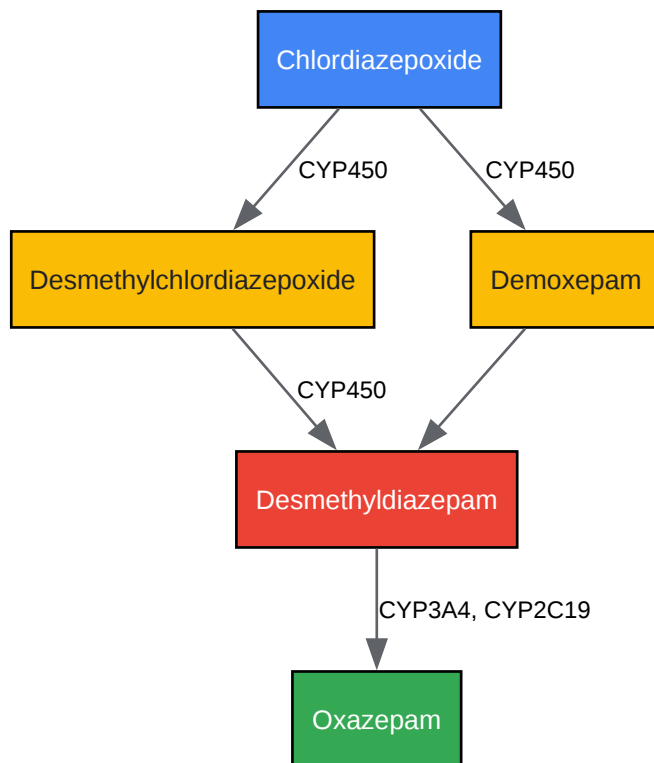 Chlordiazepoxide
CYP450
CYP450
Desmethylchlordiazepoxide
Demoxepam
CYP450
Desmethyldiazepam
CYP3A4, CYP2C19
Oxazepam